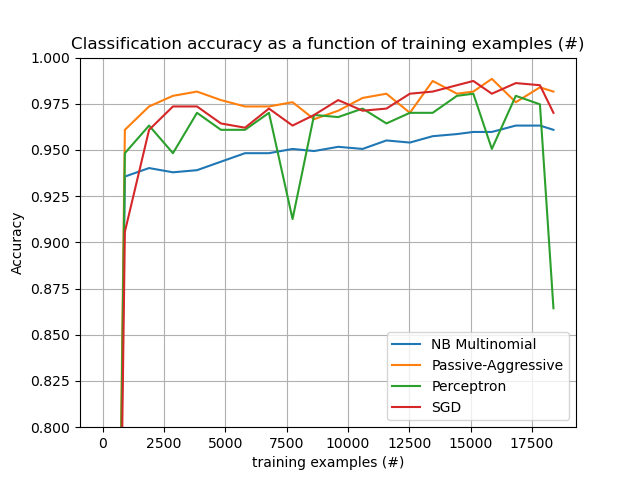 Classification accuracy as a function of training examples (#)
1.000
0.975
0.950
0.925
0.900
0.875
0.850
0.825
0.800
Accuracy
NB Multinomial
Passive-Aggressive
Perceptron
SGD
0 2500 5000 7500 10000 12500 15000 17500
training examples (#)